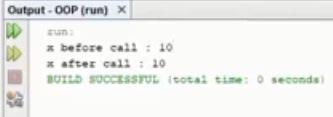 Output - OOP (run) ×
run:
x before call : 10
x after call : 10
BUILD SUCCESSFUL (total time: 0 seconds)